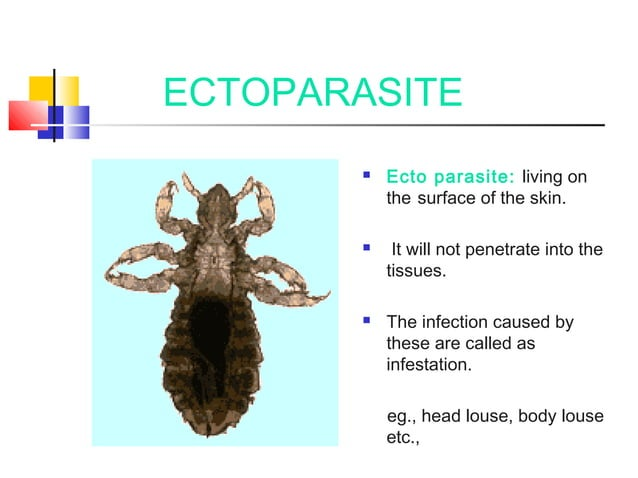 ECTOPARASITE
Ecto parasite: living on
the surface of the skin.
It will not penetrate into the
tissues.
The infection caused by
these are called as
infestation.
eg., head louse, body louse
etc.,